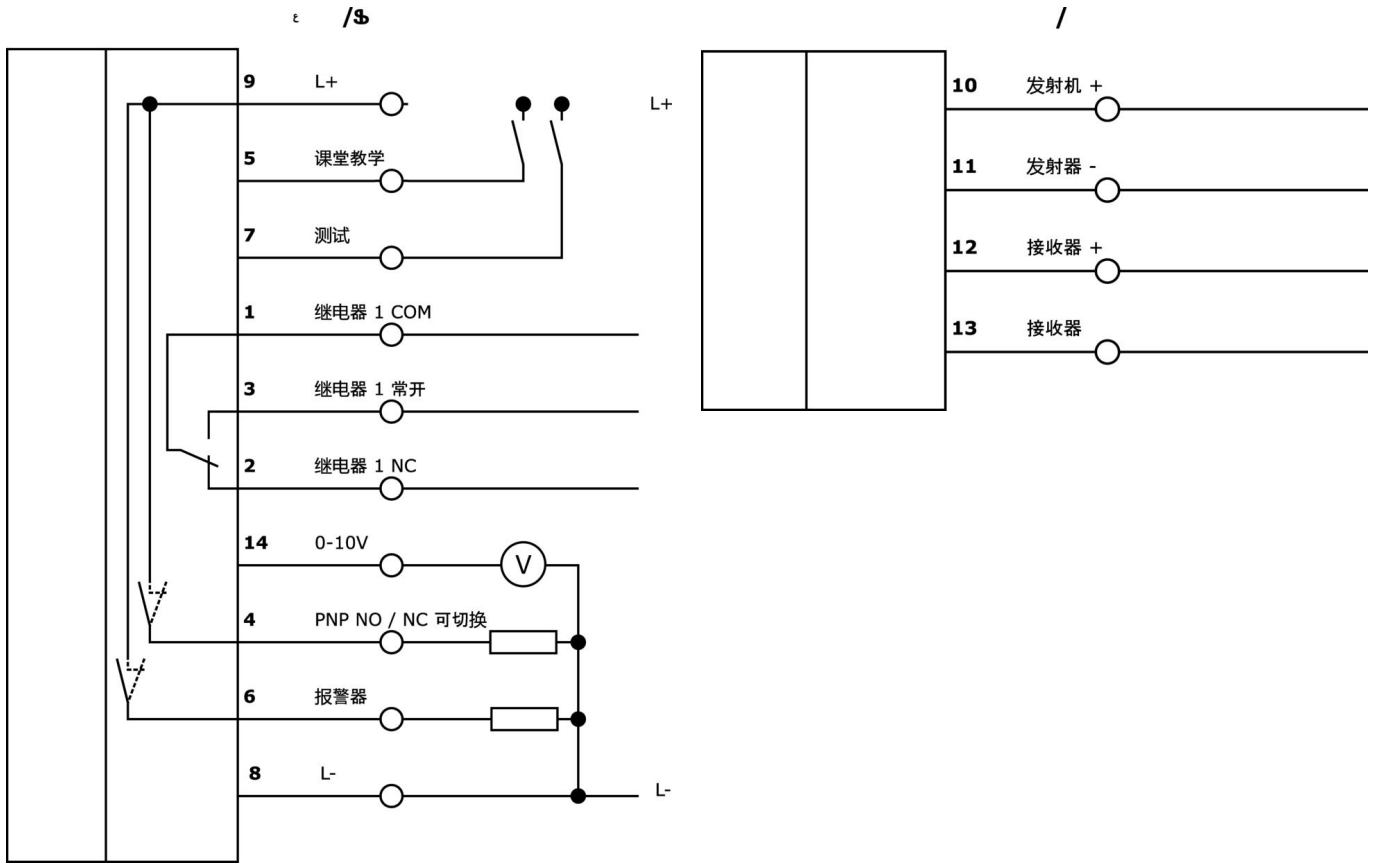 /
/
9 L+
L+
5 课堂教学
7 测试
1 继电器 1 COM
3 继电器 1 常开
2 继电器 1 NC
14 0-10V
V
4 PNP NO / NC 可切换
6 报警器
8 L-
L-
10 发射机 +
11 发射器 -
12 接收器 +
13 接收器